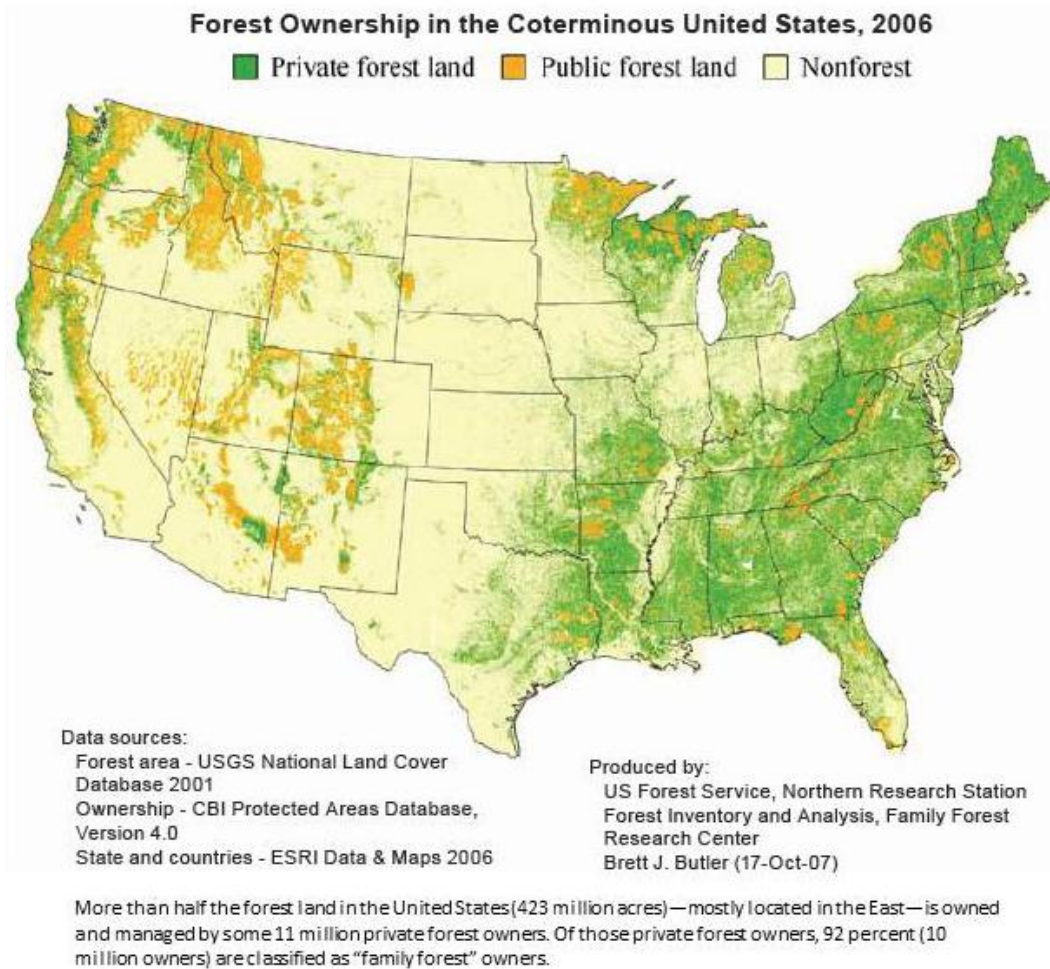 Forest Ownership in the Coterminous United States, 2006
Private forest land Public forest land Nonforest
Data sources:
Forest area - USGS National Land Cover
Database 2001
Ownership - CBI Protected Areas Database,
Version 4.0
State and countries - ESRI Data & Maps 2006
Produced by:
US Forest Service, Northern Research Station
Forest Inventory and Analysis, Family Forest
Research Center
Brett J. Butler (17-Oct-07)
More than half the forest land in the United States (423 million acres)—mostly located in the East—is owned
and managed by some 11 million private forest owners. Of those private forest owners, 92 percent (10
million owners) are classified as “family forest” owners.